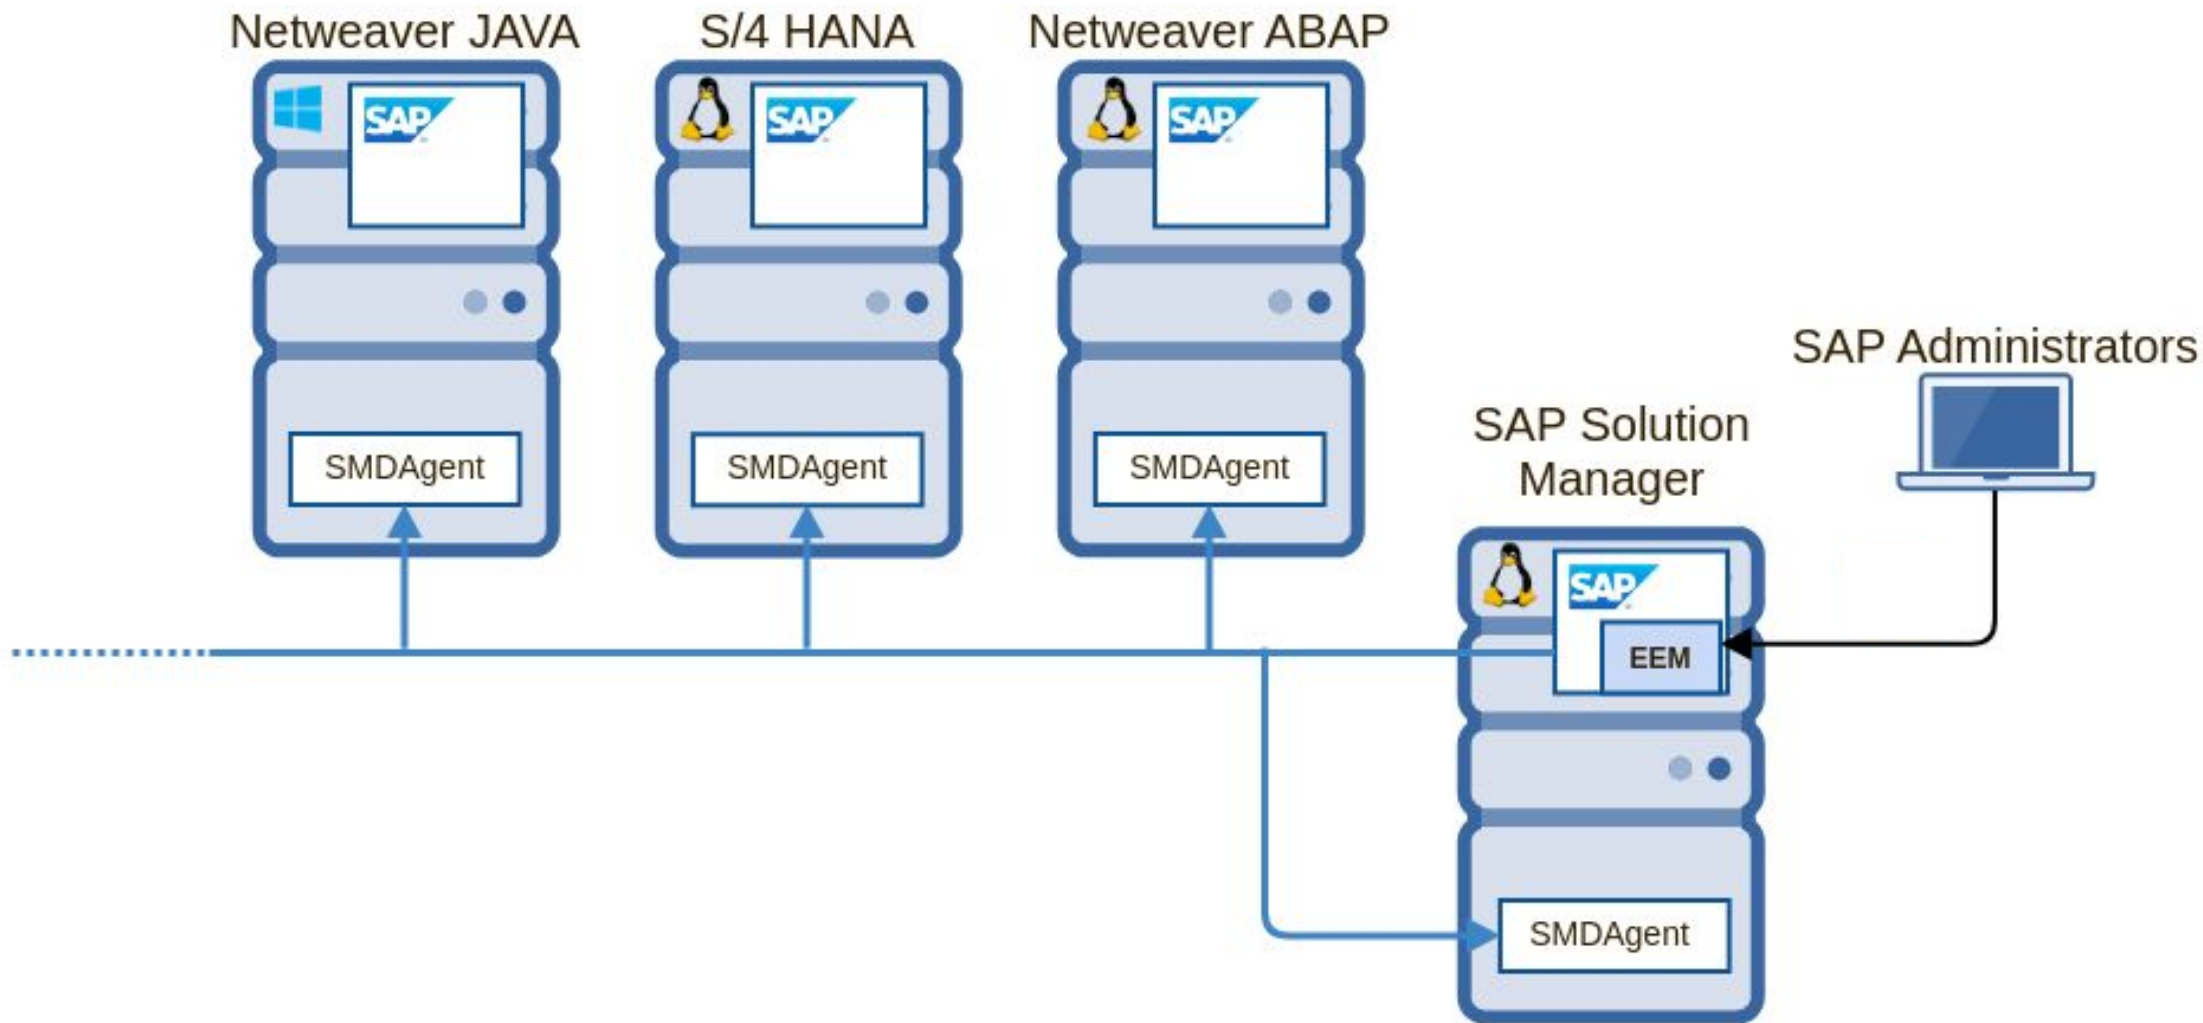 Netweaver JAVA
S/4 HANA
Netweaver ABAP
SAP
SAP
SAP
SMDAgent
SMDAgent
SMDAgent
SAP Administrators
SAP Solution
Manager
SAP
EEM
SMDAgent